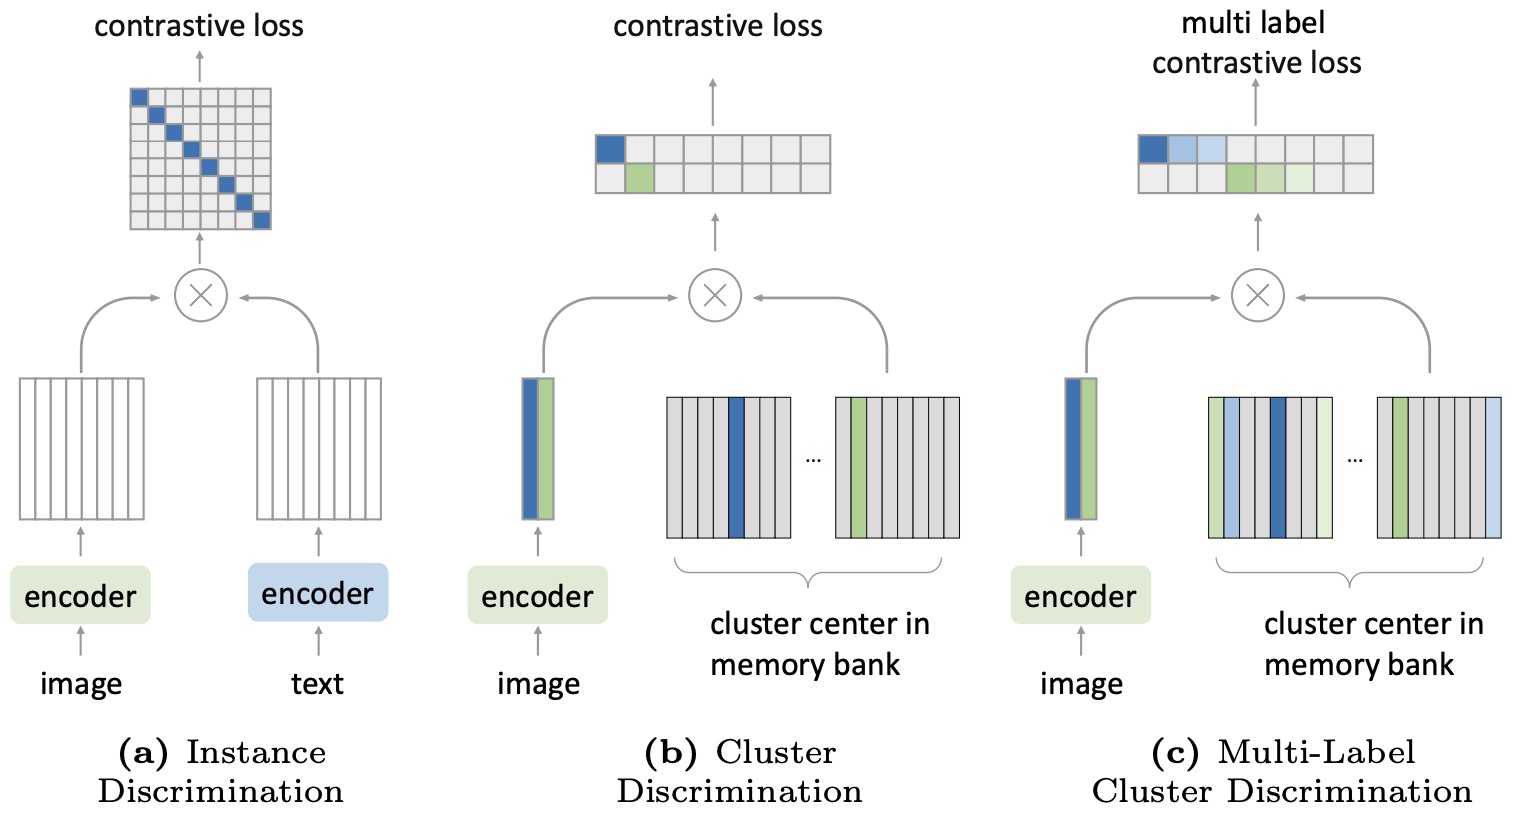 contrastive loss
encoder
encoder
image
text
(a) Instance
Discrimination
contrastive loss
...
encoder
cluster center in
memory bank
image
(b) Cluster
Discrimination
multi label
contrastive loss
...
encoder
cluster center in
memory bank
image
(c) Multi-Label
Cluster Discrimination